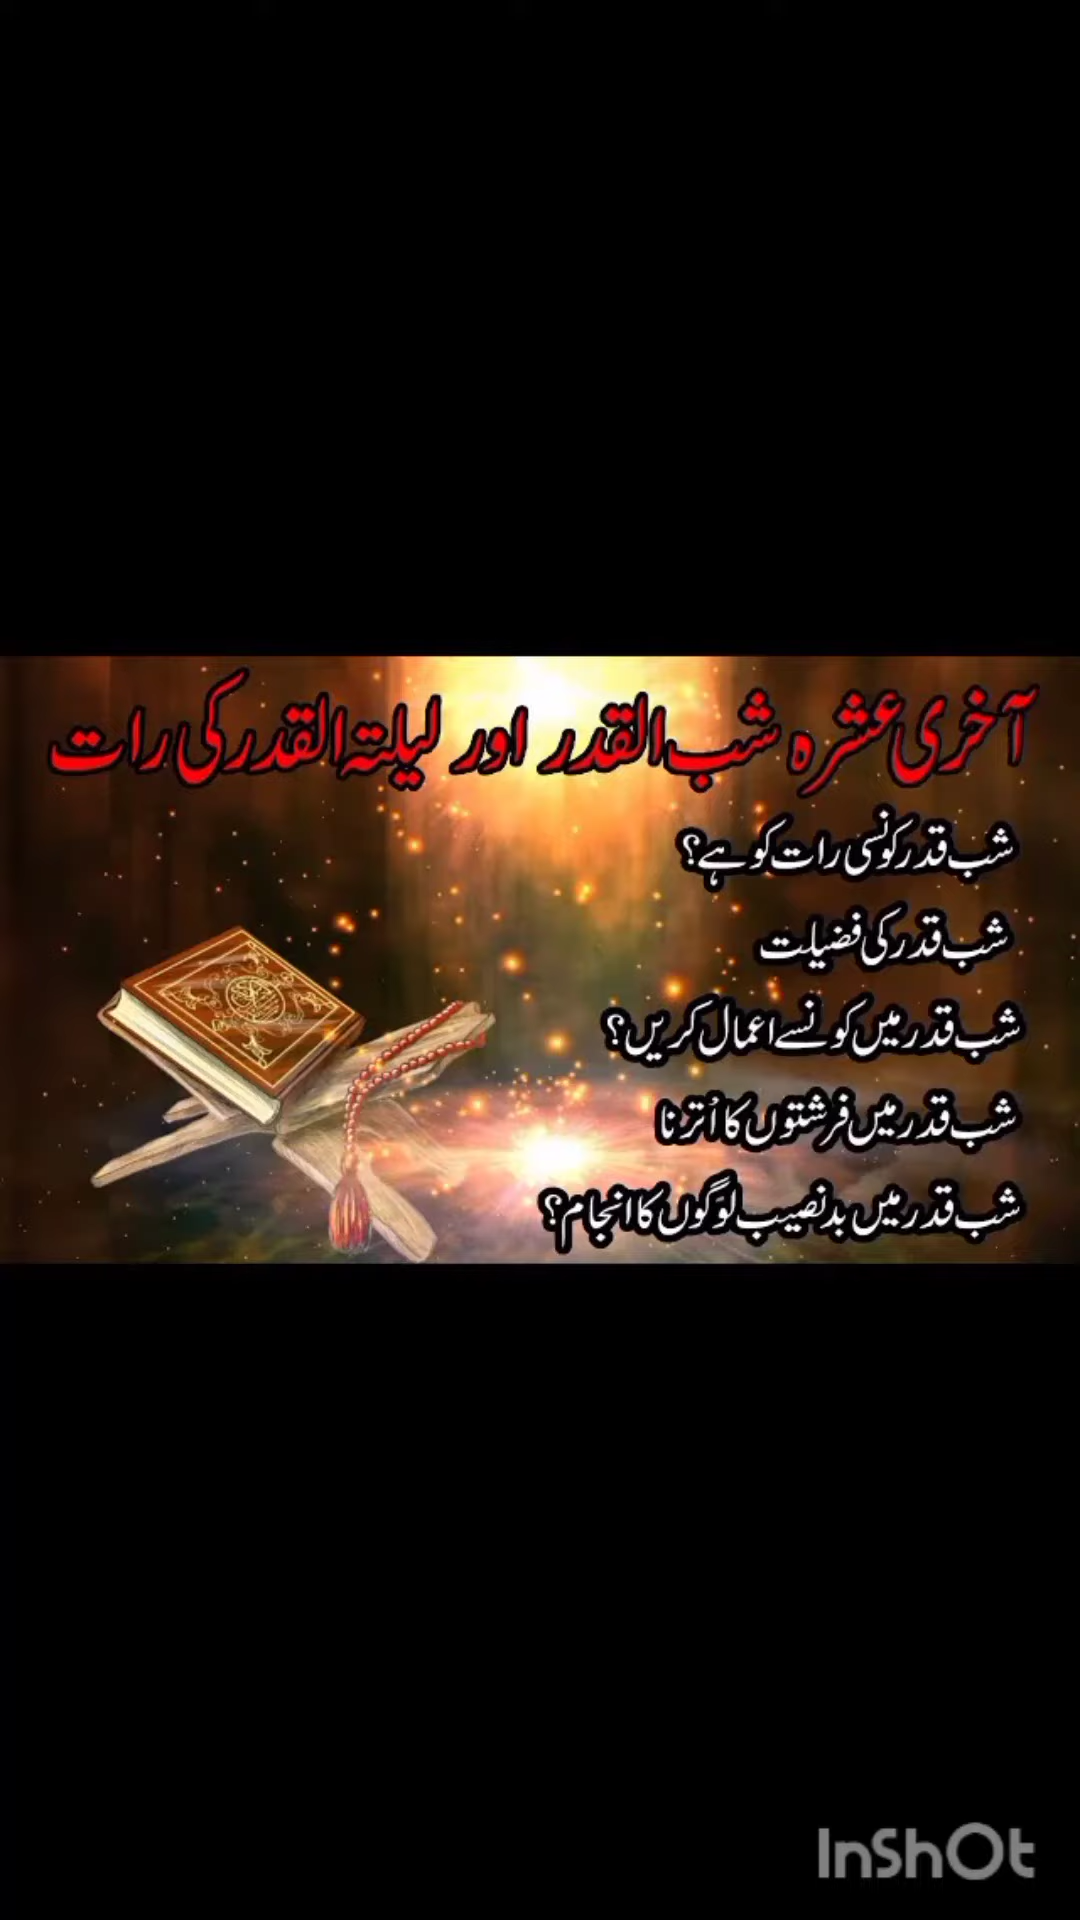 آخری عشرہ شب القدر اور لیلتہ القدر کی رات
شب قدر کونسی رات کو ہے؟
شب قدر کی فضیلت
شب قدر میں کونسے اعمال کریں؟
شب قدر میں فرشتوں کا اُترنا
شب قدر میں بدنصیب لوگوں کا انجام؟
InShOt